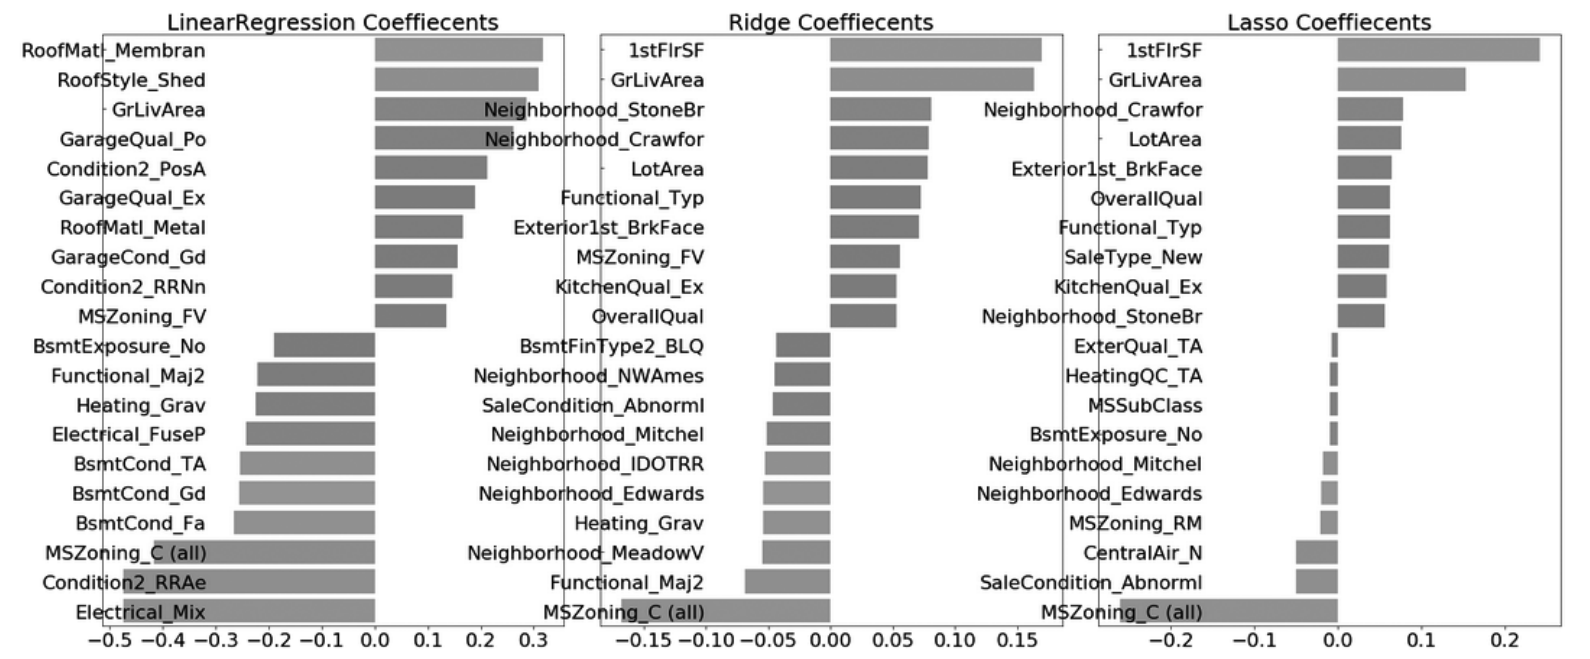 LinearRegression Coeffiecents
RoofMatl_Membran
RoofStyle_Shed
GrLivArea
GarageQual_Po
Condition2_PosA
GarageQual_Ex
RoofMatl_Metal
GarageCond_Gd
Condition2_RRNn
MSZoning_FV
BsmtExposure_No
Functional_Maj2
Heating_Grav
Electrical_FuseP
BsmtCond_TA
BsmtCond_Gd
BsmtCond_Fa
MSZoning_C (all)
Condition2_RRAe
Electrical_Mix
−0.5 −0.4 −0.3 −0.2 −0.1 0.0 0.1 0.2 0.3
Ridge Coeffiecents
1stFlrSF
GrLivArea
Neighborhood_StoneBr
Neighborhood_Crawfor
LotArea
Functional_Typ
Exterior1st_BrkFace
MSZoning_FV
KitchenQual_Ex
OverallQual
BsmtFinType2_BLQ
Neighborhood_NWAmes
SaleCondition_Abnorml
Neighborhood_Mitchel
Neighborhood_IDOTRR
Neighborhood_Edwards
Heating_Grav
Neighborhood_MeadowV
Functional_Maj2
MSZoning_C (all)
−0.15 −0.10 −0.05 0.00 0.05 0.10 0.15
Lasso Coeffiecents
1stFlrSF
GrLivArea
Neighborhood_Crawfor
LotArea
Exterior1st_BrkFace
OverallQual
Functional_Typ
SaleType_New
KitchenQual_Ex
Neighborhood_StoneBr
ExterQual_TA
HeatingQC_TA
MSSubClass
BsmtExposure_No
Neighborhood_Mitchel
Neighborhood_Edwards
MSZoning_RM
CentralAir_N
SaleCondition_Abnorml
MSZoning_C (all)
−0.2 −0.1 0.0 0.1 0.2